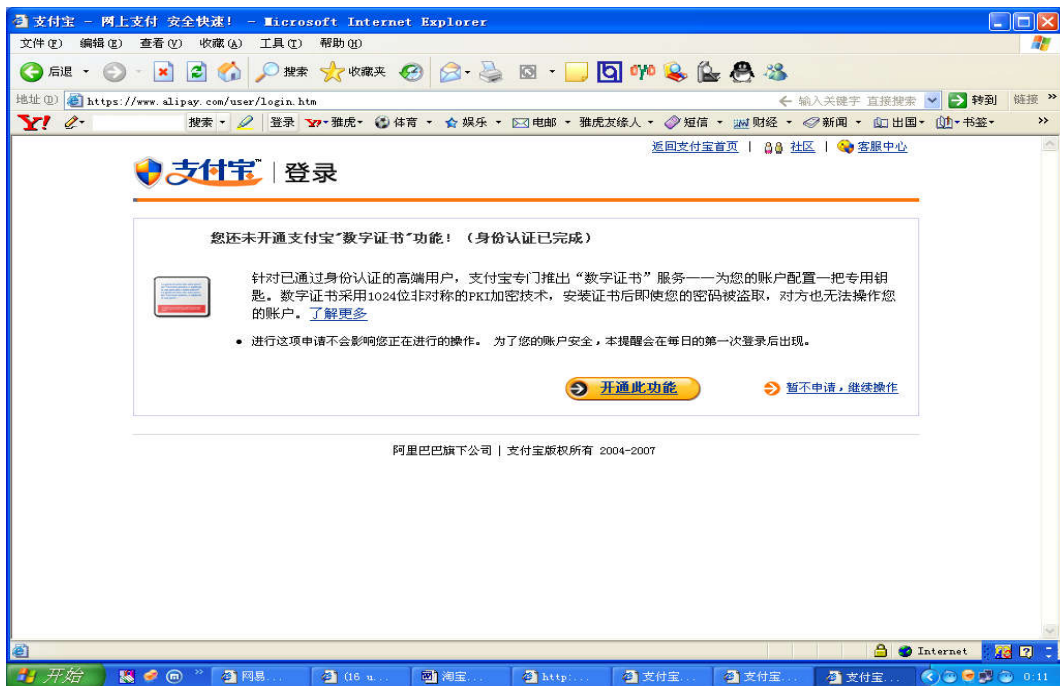 支付宝 - 网上支付 安全快速! - Microsoft Internet Explorer
文件(F) 编辑(E) 查看(V) 收藏(A) 工具(T) 帮助(H)
后退 搜索 收藏夹
地址(D) https://www.alipay.com/user/login.htm 输入关键字 直接搜索 转到 链接 »
Y! 搜索 登录 雅虎 体育 娱乐 电邮 雅虎友缘人 短信 财经 新闻 出国 书签 »
返回支付宝首页 | 社区 | 客服中心
支付宝™ | 登录
您还未开通支付宝"数字证书"功能! (身份认证已完成)
针对已通过身份认证的高端用户，支付宝专门推出“数字证书”服务——为您的账户配置一把专用钥
匙。数字证书采用1024位非对称的PKI加密技术，安装证书后即使您的密码被盗取，对方也无法操作您
的账户。了解更多
• 进行这项申请不会影响您正在进行的操作。 为了您的账户安全，本提醒会在每日的第一次登录后出现。
开通此功能 暂不申请，继续操作
阿里巴巴旗下公司 | 支付宝版权所有 2004-2007
Internet
开始 » 网易... (16 u... 淘宝... http:... 支付宝... 支付宝... 支付宝... 0:11